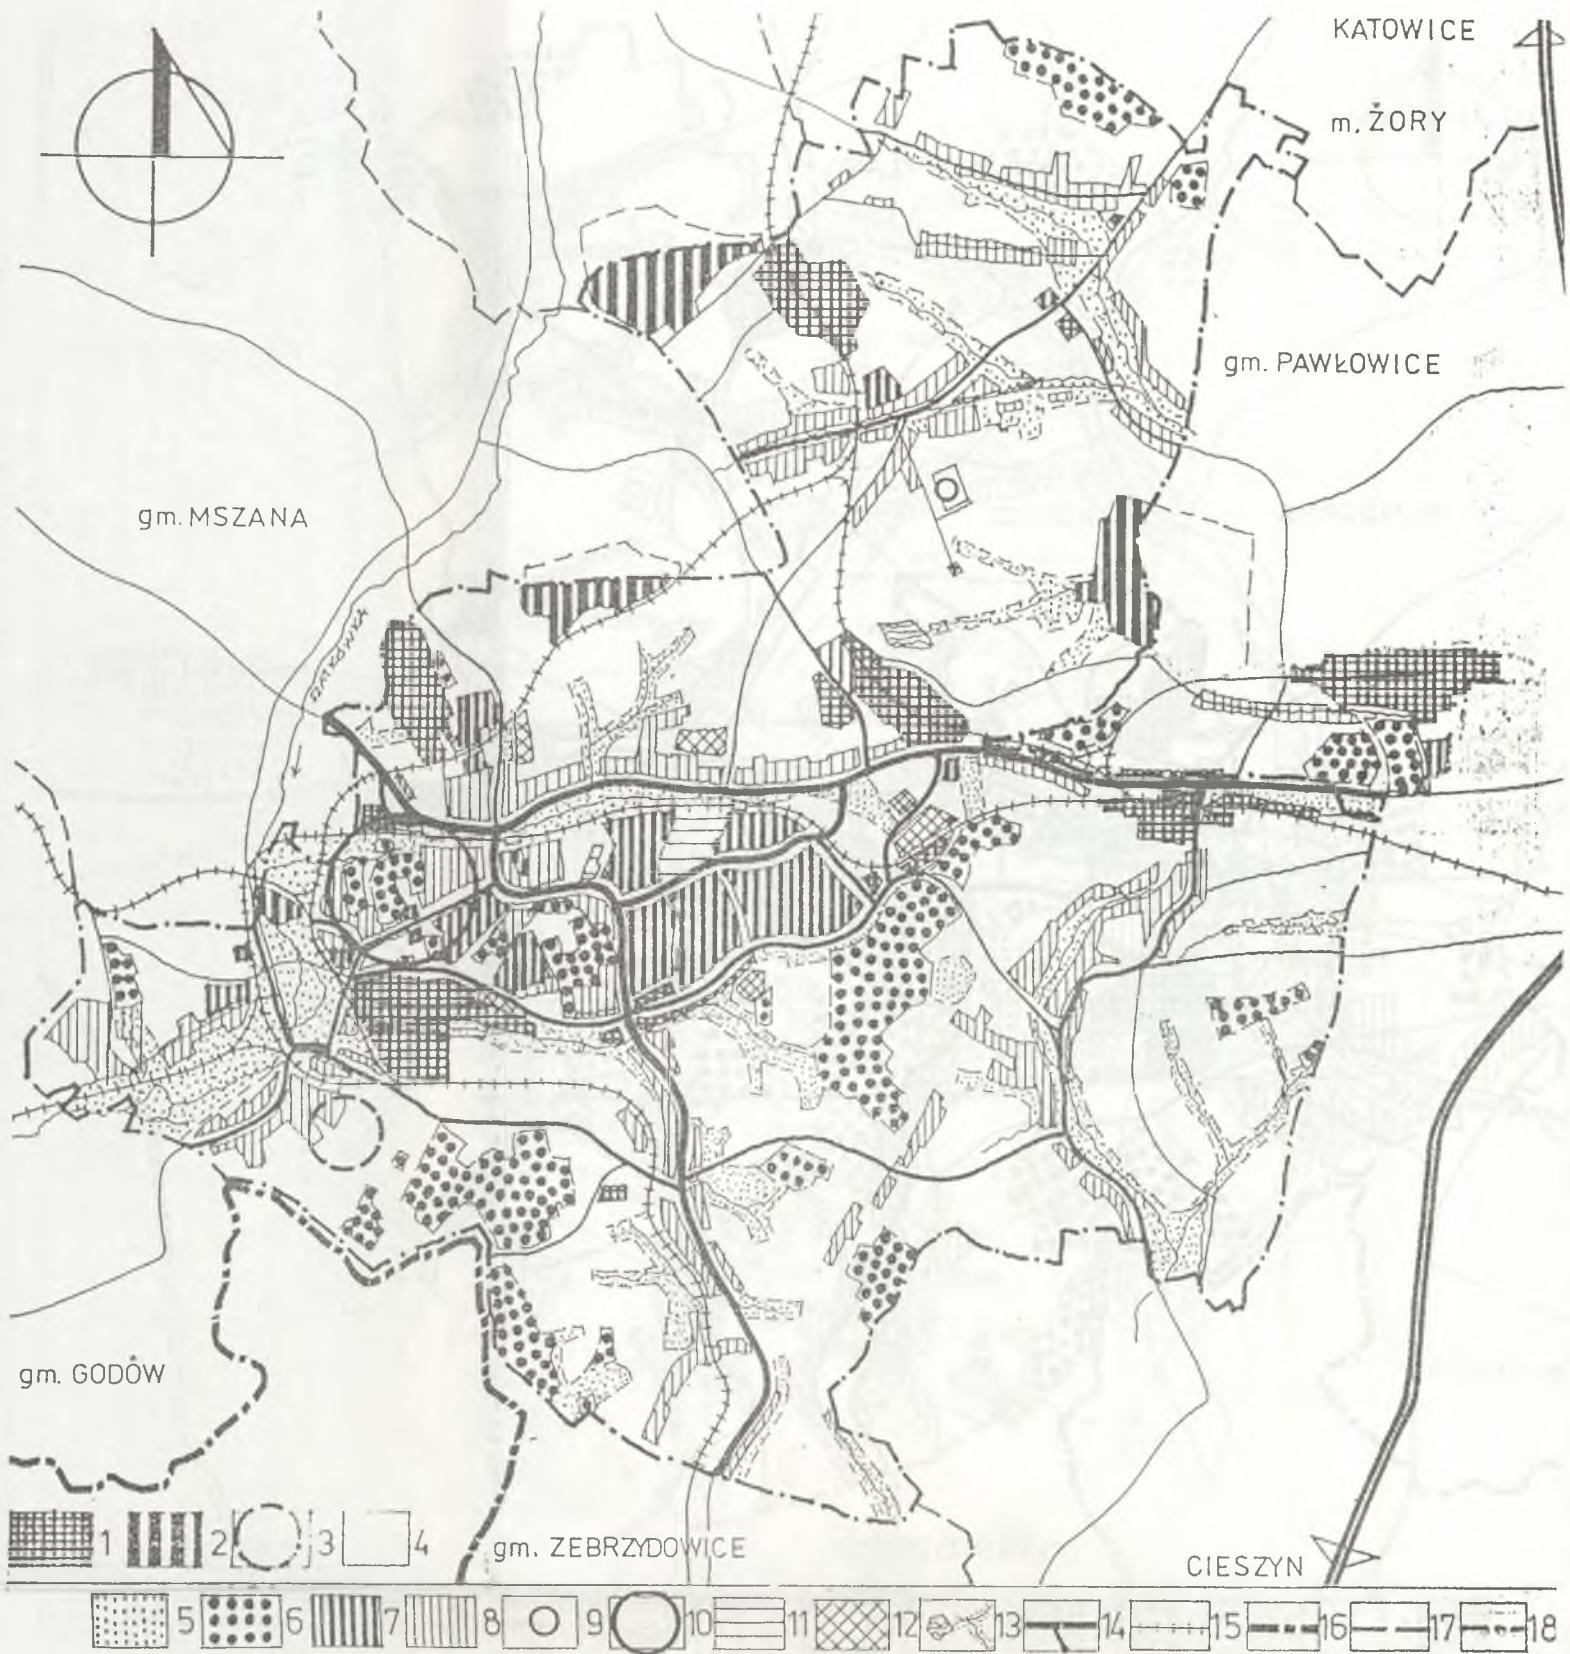 KATOWICE
m. ŻORY
gm. PAWŁOWICE
gm. MSZANA
gm. GODÓW
1 2 3 4
gm. ZEBRZYDOWICE
CIESZYN
5 6 7 8 9 10 11 12 13 14 15 16 17 18